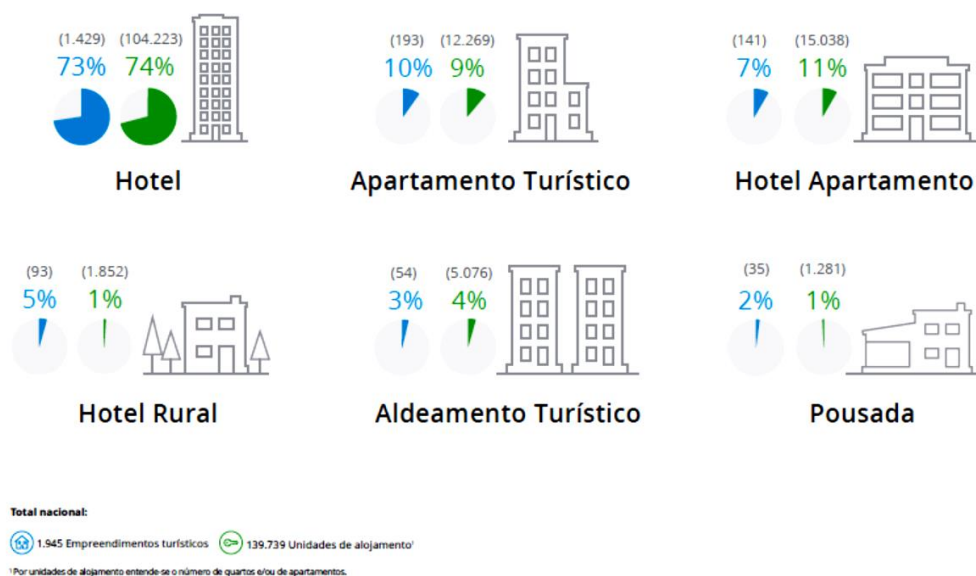 (1.429) (104.223)
73% 74%
Hotel
(193) (12.269)
10% 9%
Apartamento Turístico
(141) (15.038)
7% 11%
Hotel Apartamento
(93) (1.852)
5% 1%
Hotel Rural
(54) (5.076)
3% 4%
Aldeamento Turístico
(35) (1.281)
2% 1%
Pousada
Total nacional:
1.945 Empreendimentos turísticos 139.739 Unidades de alojamento¹
¹Por unidades de alojamento entende-se o número de quartos e/ou de apartamentos.